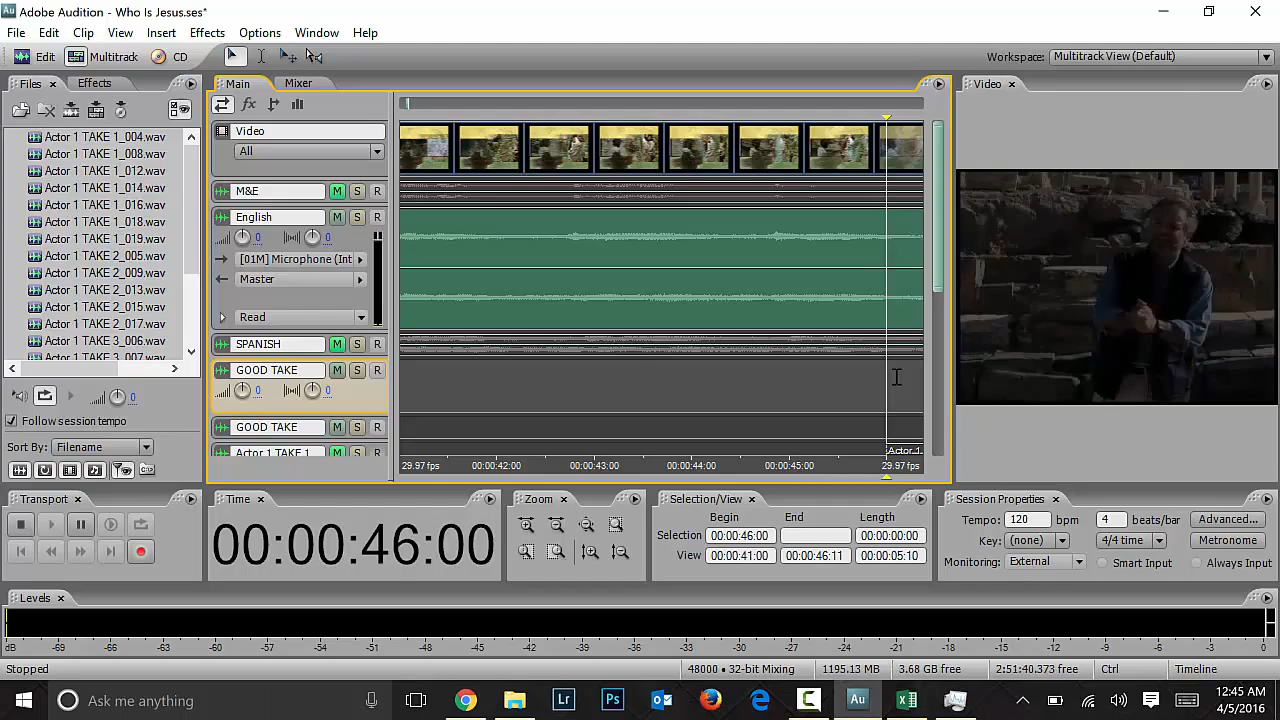 Adobe Audition - Who Is Jesus.ses*
File Edit Clip View Insert Effects Options Window Help
Edit Multitrack CD
Workspace: Multitrack View (Default)
Files Effects
Actor 1 TAKE 1_004.wav
Actor 1 TAKE 1_008.wav
Actor 1 TAKE 1_012.wav
Actor 1 TAKE 1_014.wav
Actor 1 TAKE 1_016.wav
Actor 1 TAKE 1_018.wav
Actor 1 TAKE 1_019.wav
Actor 1 TAKE 2_005.wav
Actor 1 TAKE 2_009.wav
Actor 1 TAKE 2_013.wav
Actor 1 TAKE 2_015.wav
Actor 1 TAKE 2_017.wav
Actor 1 TAKE 3_006.wav
Actor 1 TAKE 3_007.wav
0
Follow session tempo
Sort By: Filename
Main Mixer
fx
Video
All
M&E M S R
English M S R
0 0
[01M] Microphone (Int
Master
Read
SPANISH M S R
GOOD TAKE M S R
0 0
GOOD TAKE M S R
Actor 1 TAKE 1 M S R
Actor 1
29.97 fps 00:00:42:00 00:00:43:00 00:00:44:00 00:00:45:00 29.97 fps
Video
Transport
Time
00:00:46:00
Zoom
Selection/View
Begin End Length
Selection 00:00:46:00 00:00:00:00
View 00:00:41:00 00:00:46:11 00:00:05:10
Session Properties
Tempo: 120 bpm 4 beats/bar Advanced...
Key: (none) 4/4 time Metronome
Monitoring: External Smart Input Always Input
Levels
dB -69 -66 -63 -60 -57 -54 -51 -48 -45 -42 -39 -36 -33 -30 -27 -24 -21 -18 -15 -12 -9 -6 -3 0
Stopped
48000 • 32-bit Mixing 1195.13 MB 3.68 GB free 2:51:40.373 free Ctrl Timeline
Ask me anything
Lr Ps Au
12:45 AM
4/5/2016